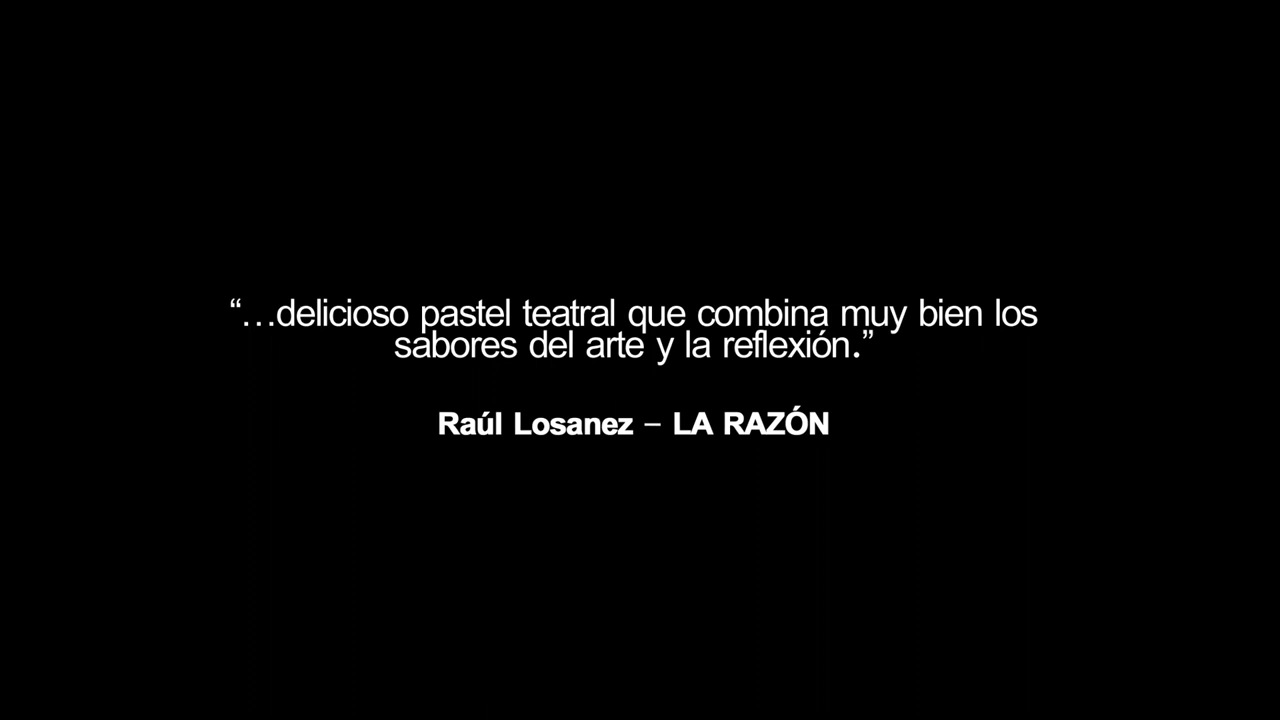 “…delicioso pastel teatral que combina muy bien los
sabores del arte y la reflexión.”
Raúl Losanez – LA RAZÓN